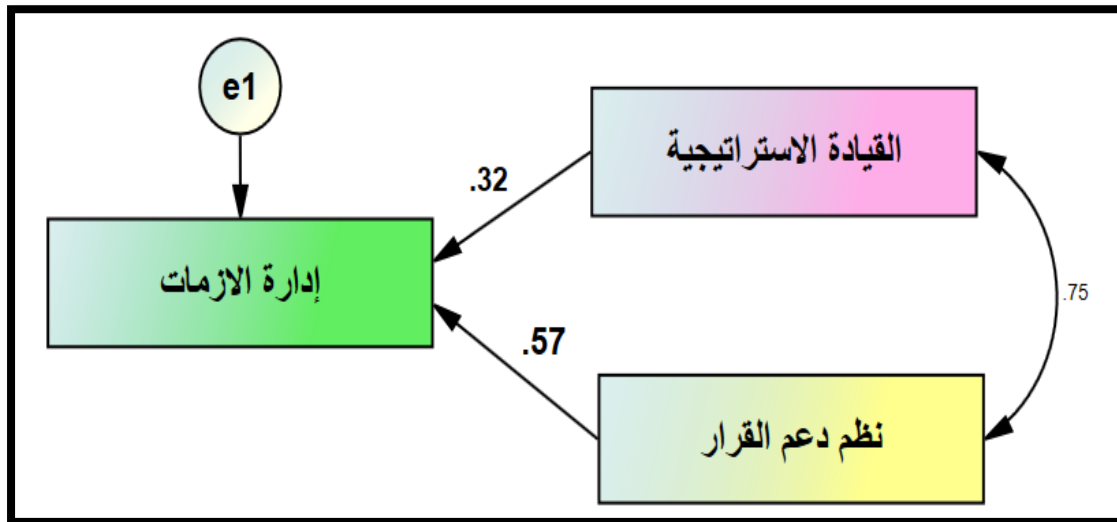 e1
القيادة الاستراتيجية
.32
إدارة الازمات
.75
.57
نظم دعم القرار